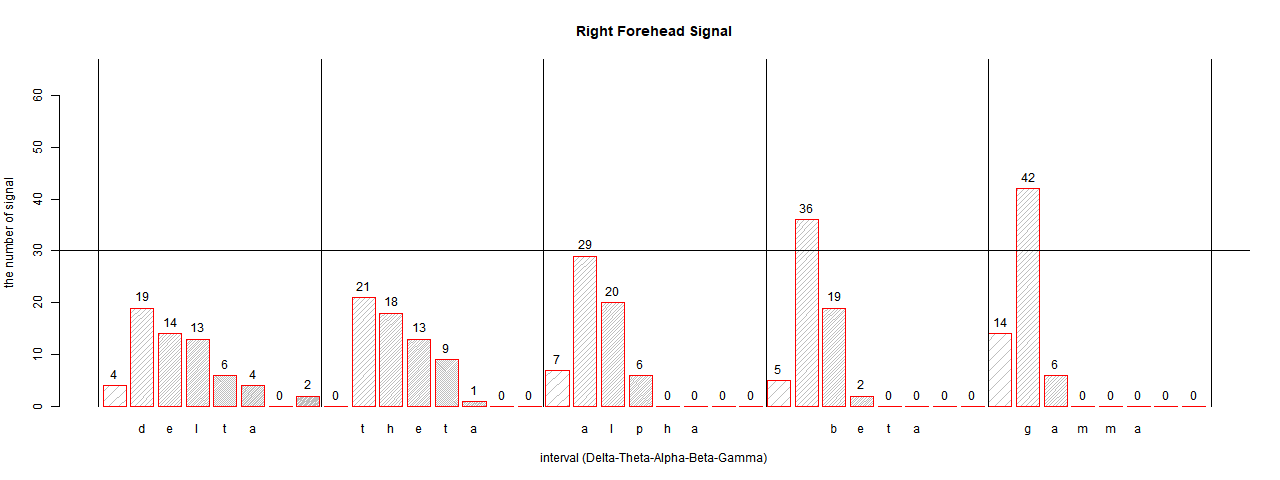 Right Forehead Signal
the number of signal
60
50
40
30
20
10
0
4 19 14 13 6 4 0 2 0 21 18 13 9 1 0 0 7 29 20 6 0 0 0 0 5 36 19 2 0 0 0 0 14 42 6 0 0 0 0 0
d e l t a t h e t a a l p h a b e t a g a m m a
interval (Delta-Theta-Alpha-Beta-Gamma)